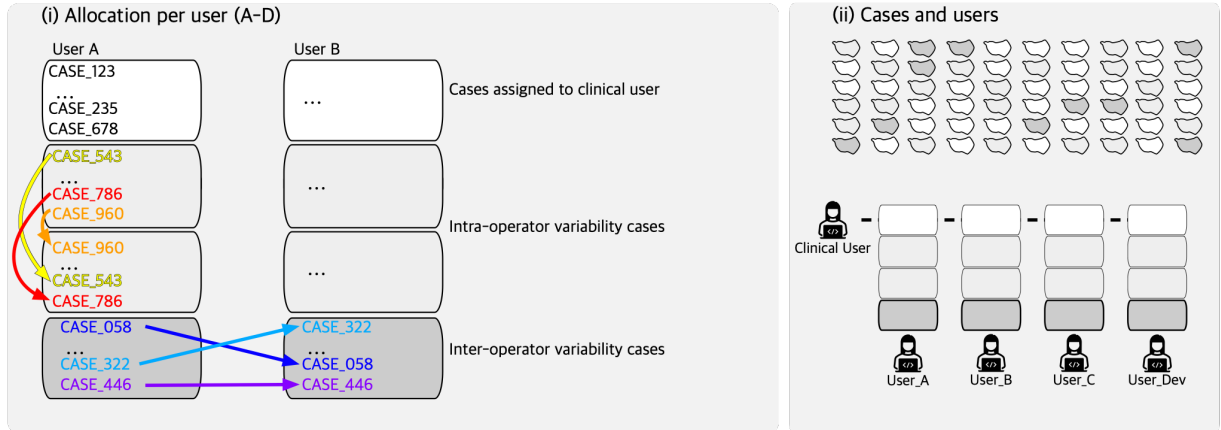 (i) Allocation per user (A-D)
User A
User B
CASE_123
...
CASE_235
CASE_678
...
Cases assigned to clinical user
CASE_543
...
CASE_786
CASE_960
...
Intra-operator variability cases
CASE_960
...
CASE_543
CASE_786
...
CASE_058
...
CASE_322
CASE_446
CASE_322
...
CASE_058
CASE_446
Inter-operator variability cases
(ii) Cases and users
Clinical User
User_A
User_B
User_C
User_Dev